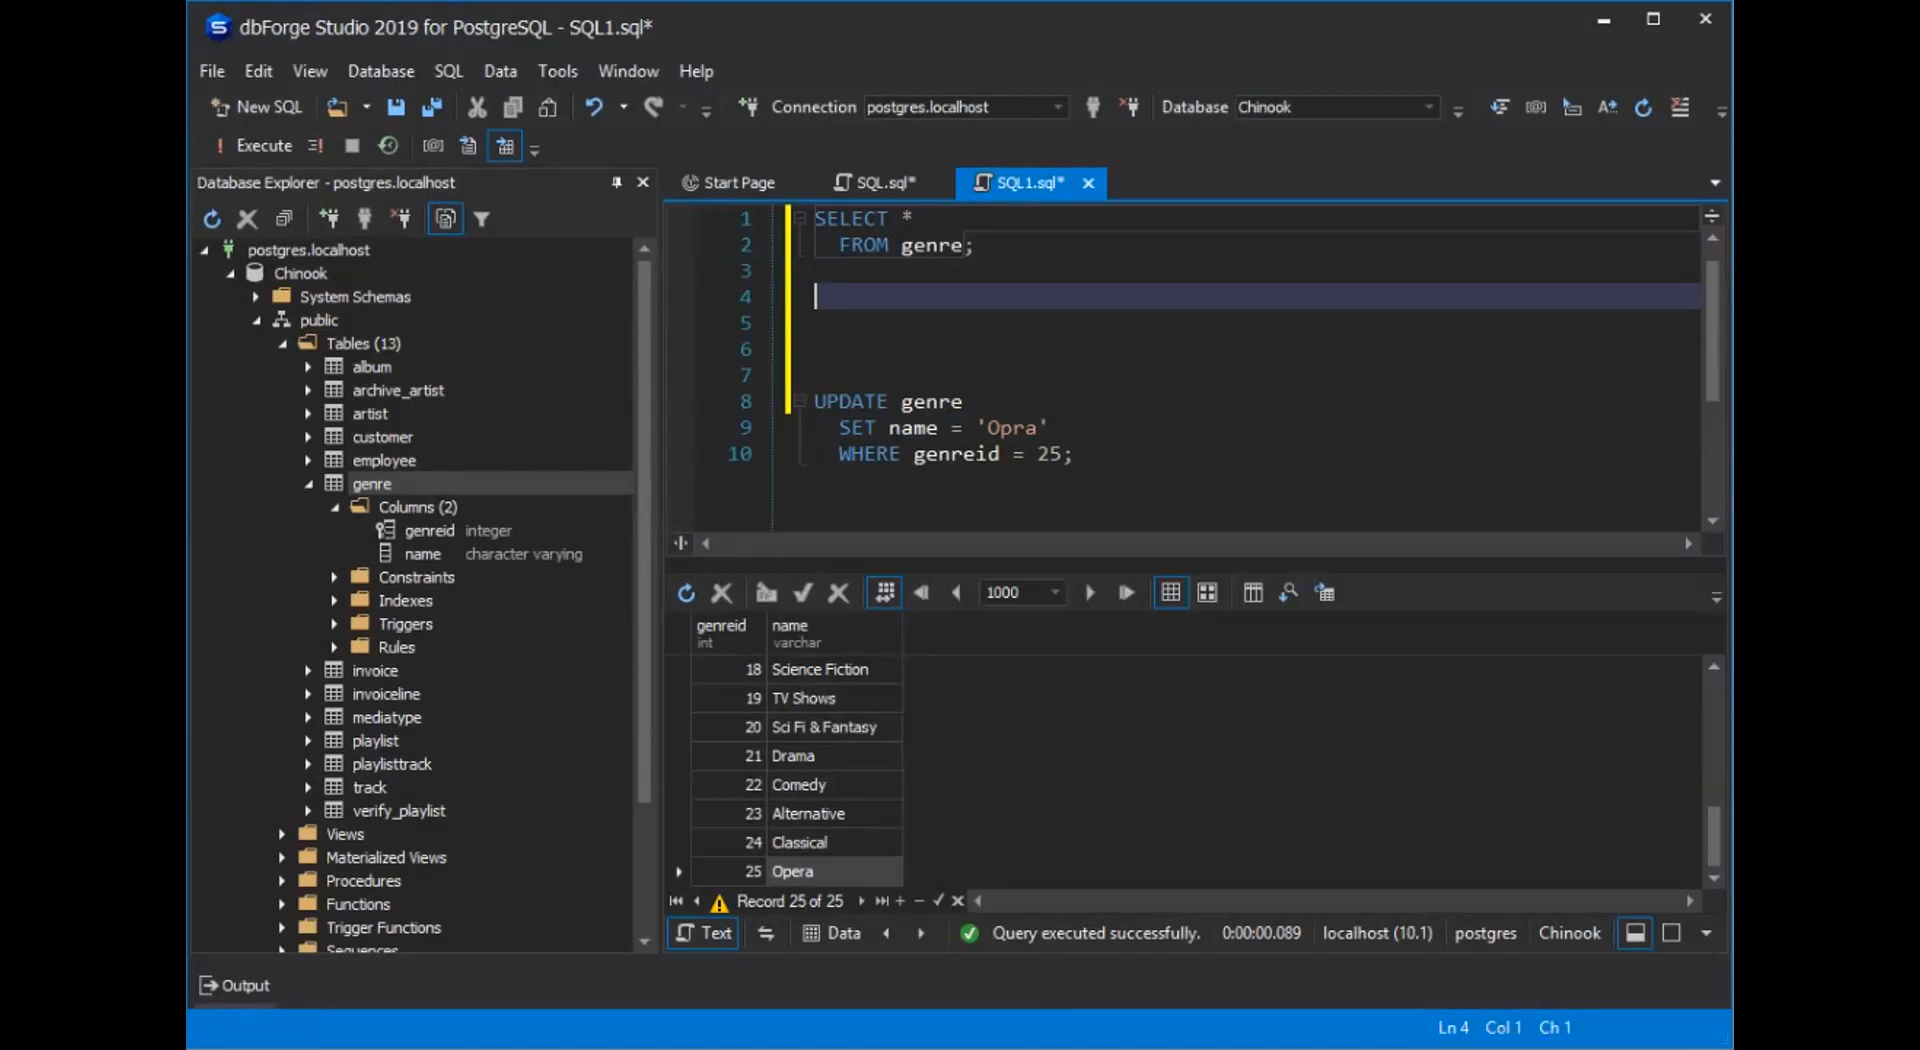 dbForge Studio 2019 for PostgreSQL - SQL1.sql*
File Edit View Database SQL Data Tools Window Help
New SQL Connection postgres.localhost Database Chinook
Execute
Database Explorer - postgres.localhost
Start Page SQL.sql* SQL1.sql*
postgres.localhost
Chinook
System Schemas
public
Tables (13)
album
archive_artist
artist
customer
employee
genre
Columns (2)
genreid integer
name character varying
Constraints
Indexes
Triggers
Rules
invoice
invoiceline
mediatype
playlist
playlisttrack
track
verify_playlist
Views
Materialized Views
Procedures
Functions
Trigger Functions
Sequences
1 SELECT *
2 FROM genre;
3
4
5
6
7
8 UPDATE genre
9 SET name = 'Opra'
10 WHERE genreid = 25;
1000
genreid name
int varchar
18 Science Fiction
19 TV Shows
20 Sci Fi & Fantasy
21 Drama
22 Comedy
23 Alternative
24 Classical
25 Opera
Record 25 of 25
Text Data Query executed successfully. 0:00:00.089 localhost (10.1) postgres Chinook
Output
Ln 4 Col 1 Ch 1